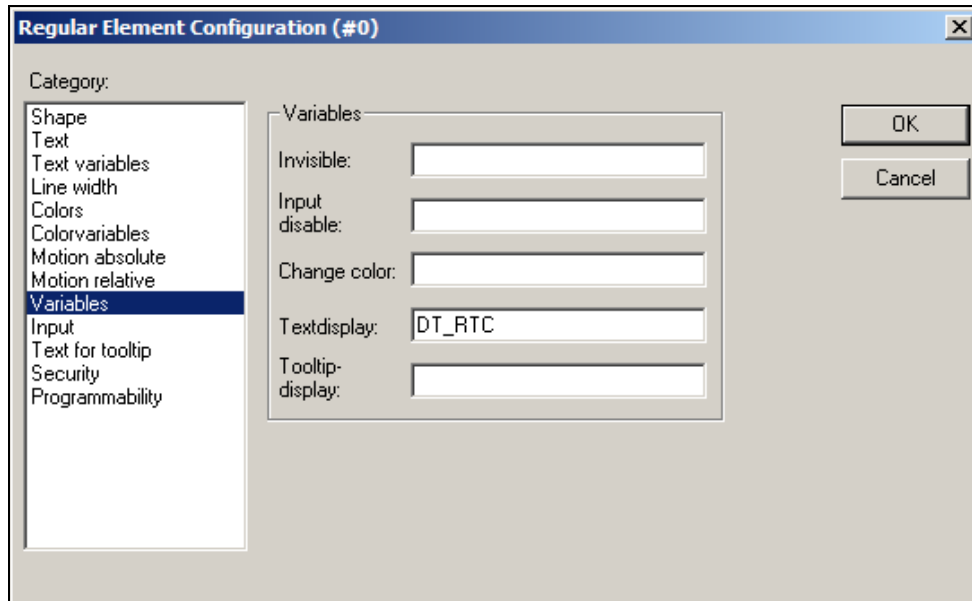 Regular Element Configuration (#0)
Category:
Shape
Text
Text variables
Line width
Colors
Colorvariables
Motion absolute
Motion relative
Variables
Input
Text for tooltip
Security
Programmability
Variables
Invisible:
Input
disable:
Change color:
Textdisplay: DT_RTC
Tooltip-
display:
OK
Cancel